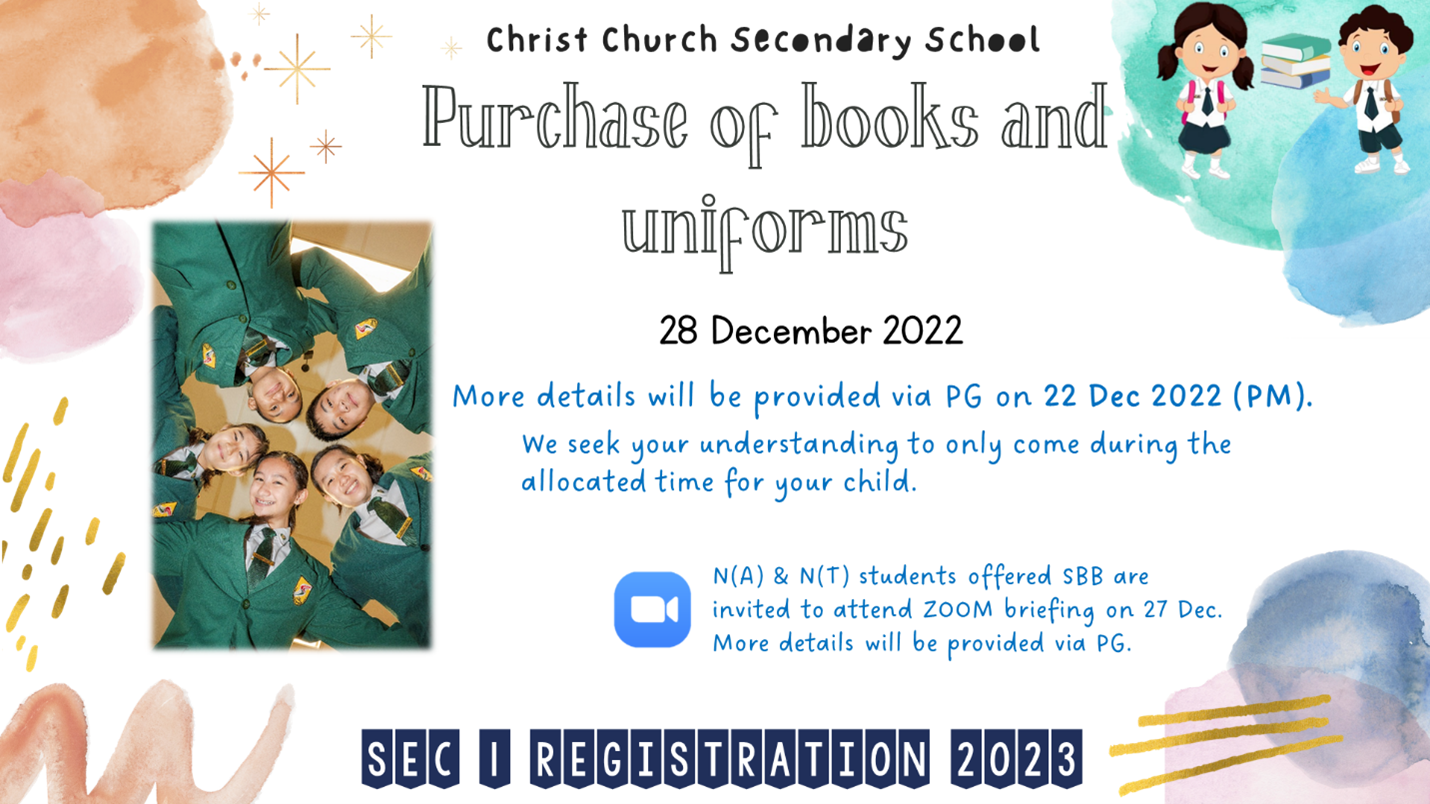 Christ Church Secondary School
Purchase of books and
uniforms
28 December 2022
More details will be provided via PG on 22 Dec 2022 (PM).
We seek your understanding to only come during the
allocated time for your child.
N(A) & N(T) students offered SBB are
invited to attend ZOOM briefing on 27 Dec.
More details will be provided via PG.
SEC 1 REGISTRATION 2023